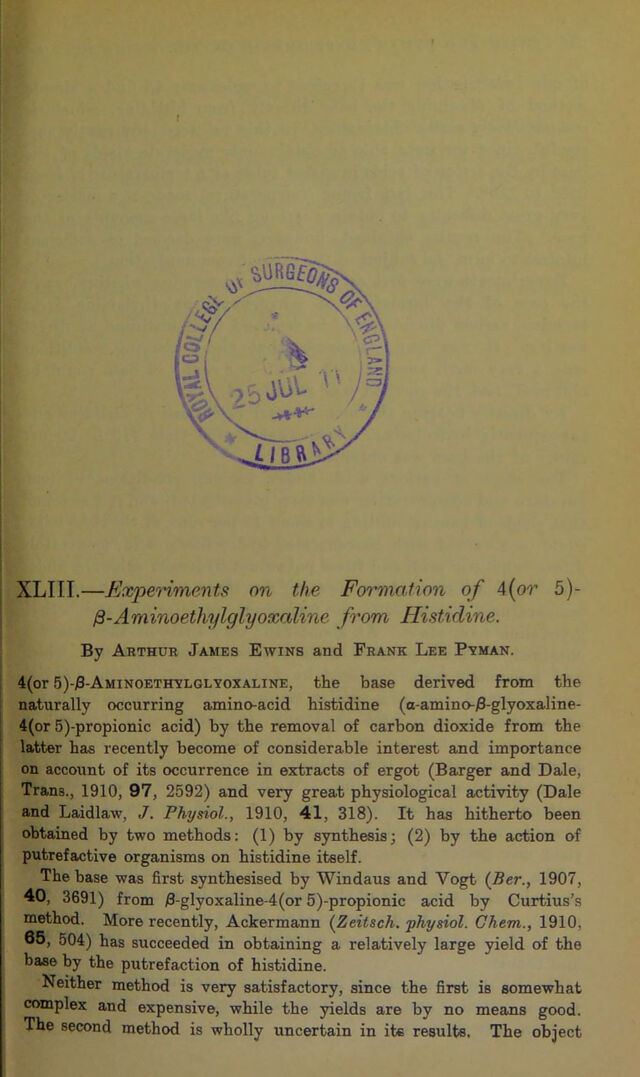 ROYAL COLLEGE OF SURGEONS OF ENGLAND
25 JUL 11
LIBRARY
XLIII.—Experiments on the Formation of 4(or 5)-
β-Aminoethylglyoxaline from Histidine.
By Arthur James Ewins and Frank Lee Pyman.
4(or 5)-β-Aminoethylglyoxaline, the base derived from the
naturally occurring amino-acid histidine (α-amino-β-glyoxaline-
4(or 5)-propionic acid) by the removal of carbon dioxide from the
latter has recently become of considerable interest and importance
on account of its occurrence in extracts of ergot (Barger and Dale,
Trans., 1910, 97, 2592) and very great physiological activity (Dale
and Laidlaw, J. Physiol., 1910, 41, 318). It has hitherto been
obtained by two methods: (1) by synthesis; (2) by the action of
putrefactive organisms on histidine itself.
The base was first synthesised by Windaus and Vogt (Ber., 1907,
40, 3691) from β-glyoxaline-4(or 5)-propionic acid by Curtius's
method. More recently, Ackermann (Zeitsch. physiol. Chem., 1910,
65, 504) has succeeded in obtaining a relatively large yield of the
base by the putrefaction of histidine.
Neither method is very satisfactory, since the first is somewhat
complex and expensive, while the yields are by no means good.
The second method is wholly uncertain in its results. The object